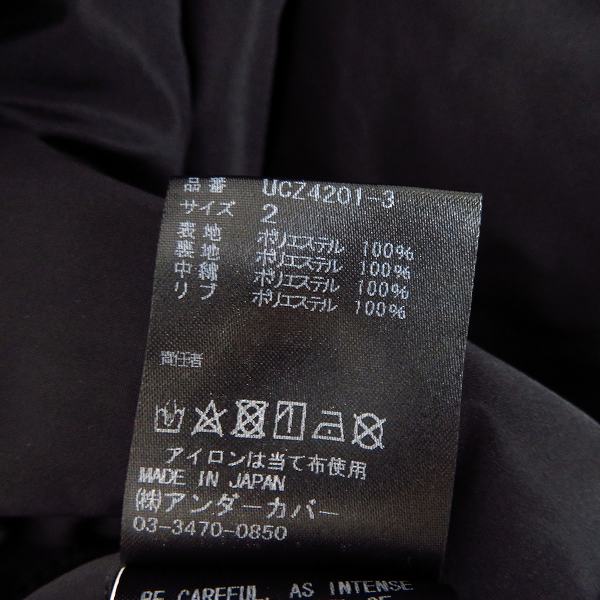 品番 UCZ4201-3
サイズ 2
表地 ポリエステル 100%
裏地 ポリエステル 100%
中綿 ポリエステル 100%
リブ ポリエステル 100%
責任者
アイロンは当て布使用
MADE IN JAPAN
㈱アンダーカバー
03-3470-0850
BE CAREFUL, AS INTENSE